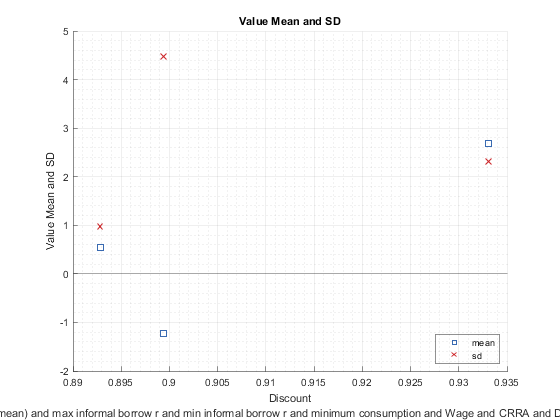 Value Mean and SD
5
4
3
2
1
0
-1
-2
Value Mean and SD
mean
sd
0.89 0.895 0.9 0.905 0.91 0.915 0.92 0.925 0.93 0.935
Discount
mean) and max informal borrow r and min informal borrow r and minimum consumption and Wage and CRRA and D